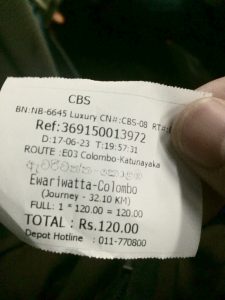 CBS
BN:NB-6645 Luxury CN#:CBS-08 RT#:
Ref:369150013972
D:17-06-23 T:19:57:31
ROUTE :E03 Colombo-Katunayaka
Ewariwatta-Colombo
(Journey - 32.10 KM)
FULL: 1 * 120.00 = 120.00
TOTAL : Rs.120.00
Depot Hotline : 011-770800